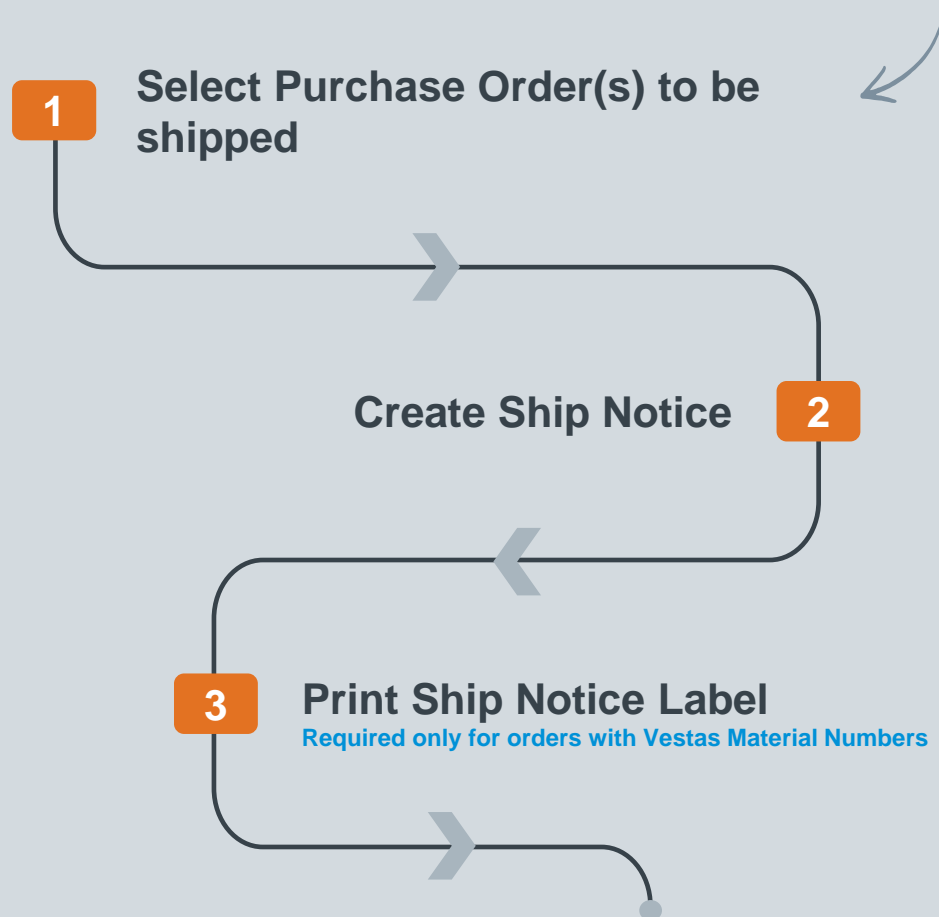 1
Select Purchase Order(s) to be
shipped
Create Ship Notice
2
3
Print Ship Notice Label
Required only for orders with Vestas Material Numbers